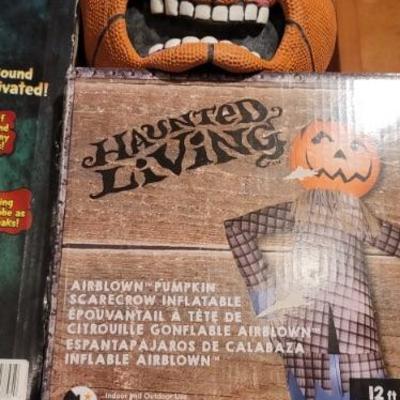 ound
ivated!
HAUNTED
LIVING
AIRBLOWN™ PUMPKIN
SCARECROW INFLATABLE
ÉPOUVANTAIL À TÊTE DE
CITROUILLE GONFLABLE AIRBLOWN™
ESPANTAPÁJAROS DE CALABAZA
INFLABLE AIRBLOWN™
Indoor and Outdoor Use
12 ft